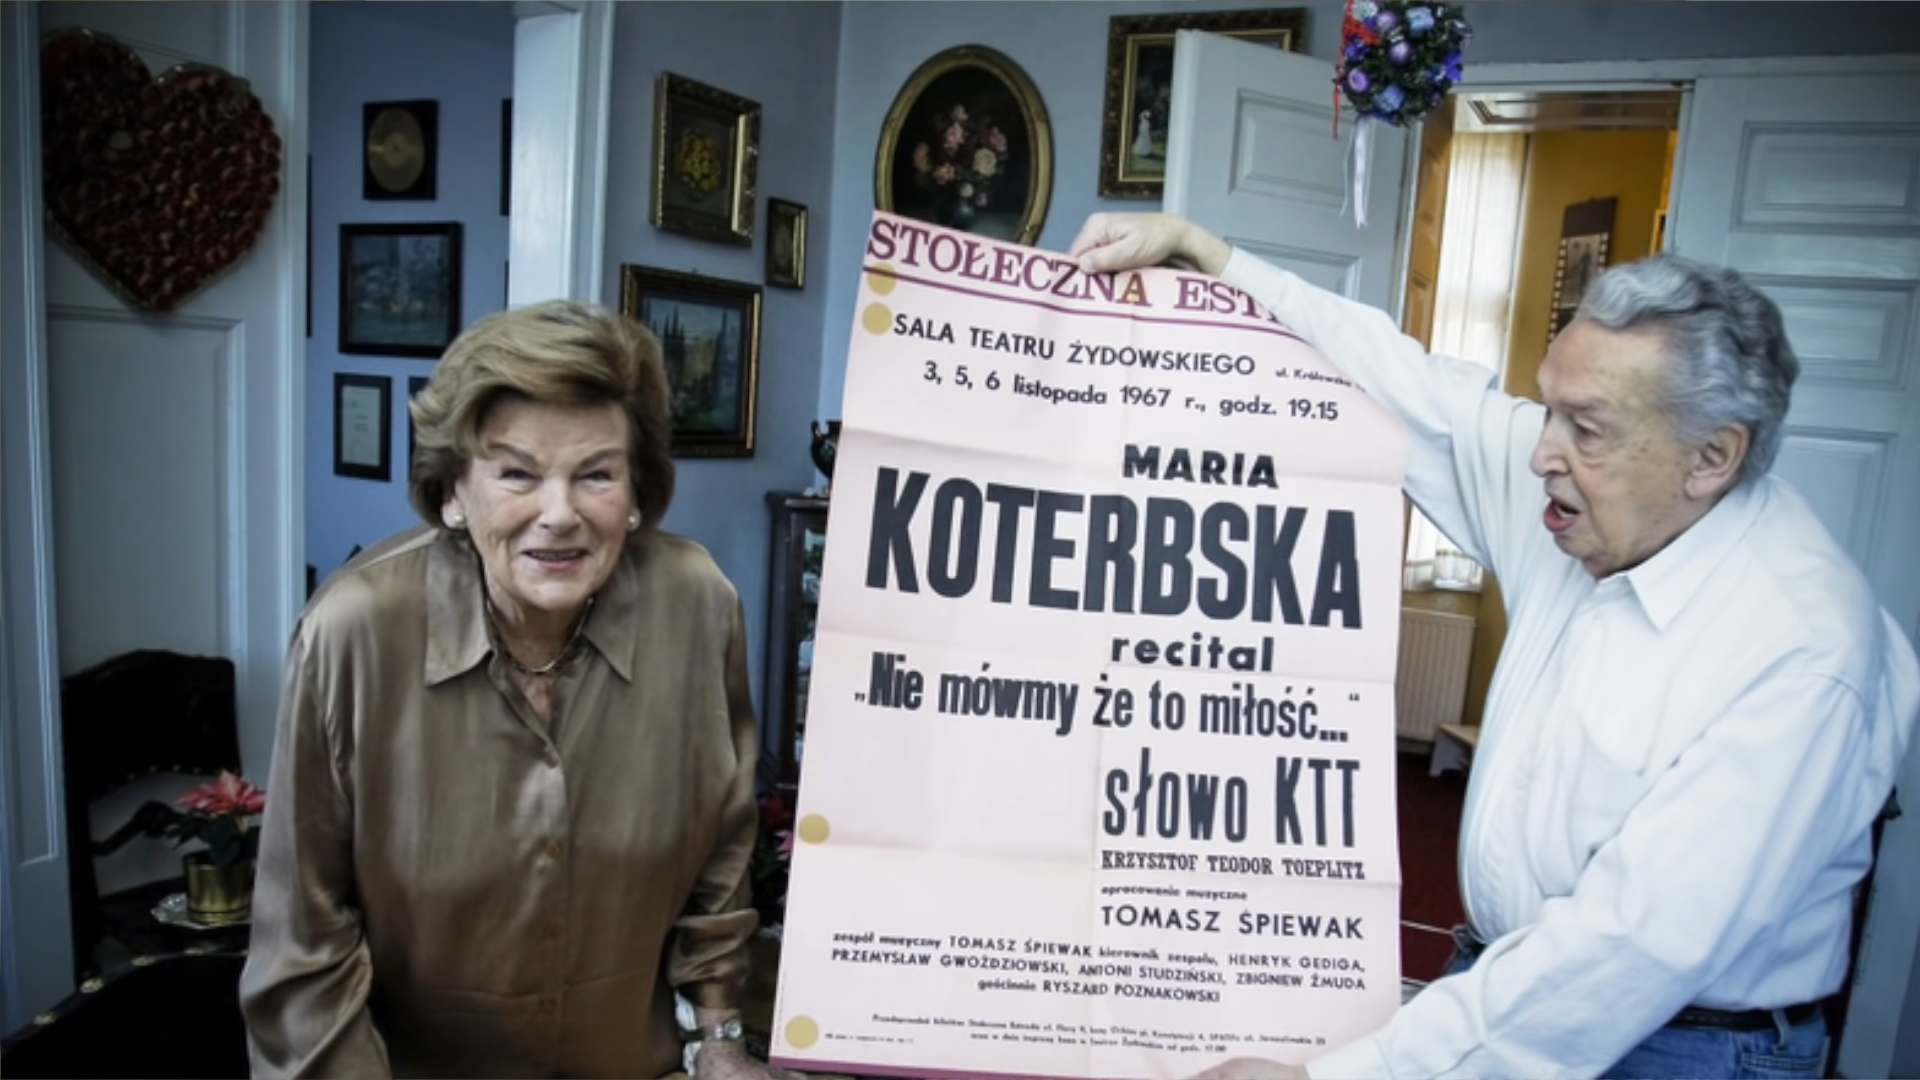 STOŁECZNA EST
SALA TEATRU ŻYDOWSKIEGO ul. Królewska
3, 5, 6 listopada 1967 r., godz. 19.15
MARIA
KOTERBSKA
recital
„Nie mówmy że to miłość..."
słowo KTT
KRZYSZTOF TEODOR TOEPLITZ
opracowanie muzyczne
TOMASZ ŚPIEWAK
zespół muzyczny TOMASZ ŚPIEWAK kierownik zespołu, HENRYK GEDIGA,
PRZEMYSŁAW GWOŹDZIOWSKI, ANTONI STUDZIŃSKI, ZBIGNIEW ŻMUDA
gościnnie RYSZARD POZNAKOWSKI